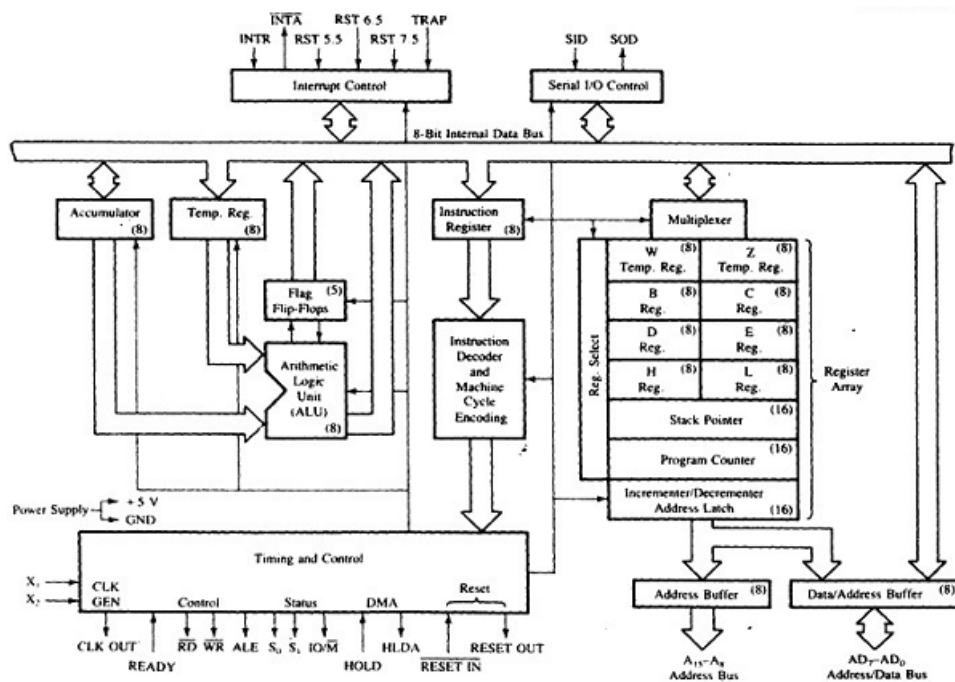 INTA
RST 6.5
TRAP
INTR
RST 5.5
RST 7.5
SID
SOD
Interrupt Control
Serial I/O Control
8-Bit Internal Data Bus
Accumulator
(8)
Temp. Reg.
(8)
Instruction
Register
(8)
Multiplexer
W
(8)
Temp. Reg.
Z
(8)
Temp. Reg.
B
(8)
Reg.
C
(8)
Reg.
D
(8)
Reg.
E
(8)
Reg.
H
(8)
Reg.
L
(8)
Reg.
Stack Pointer
(16)
Program Counter
(16)
Incrementer/Decrementer
Address Latch
(16)
Reg. Select
Register
Array
(5)
Flag
Flip-Flops
Arithmetic
Logic
Unit
(ALU)
(8)
Instruction
Decoder
and
Machine
Cycle
Encoding
Power Supply
+5 V
GND
Timing and Control
X₁
X₂
CLK
GEN
Control
Status
DMA
Reset
CLK OUT
READY
RD
WR
ALE
S₀
S₁
IO/M
HOLD
HLDA
RESET IN
RESET OUT
Address Buffer
(8)
Data/Address Buffer
(8)
A₁₅–A₈
Address Bus
AD₇–AD₀
Address/Data Bus